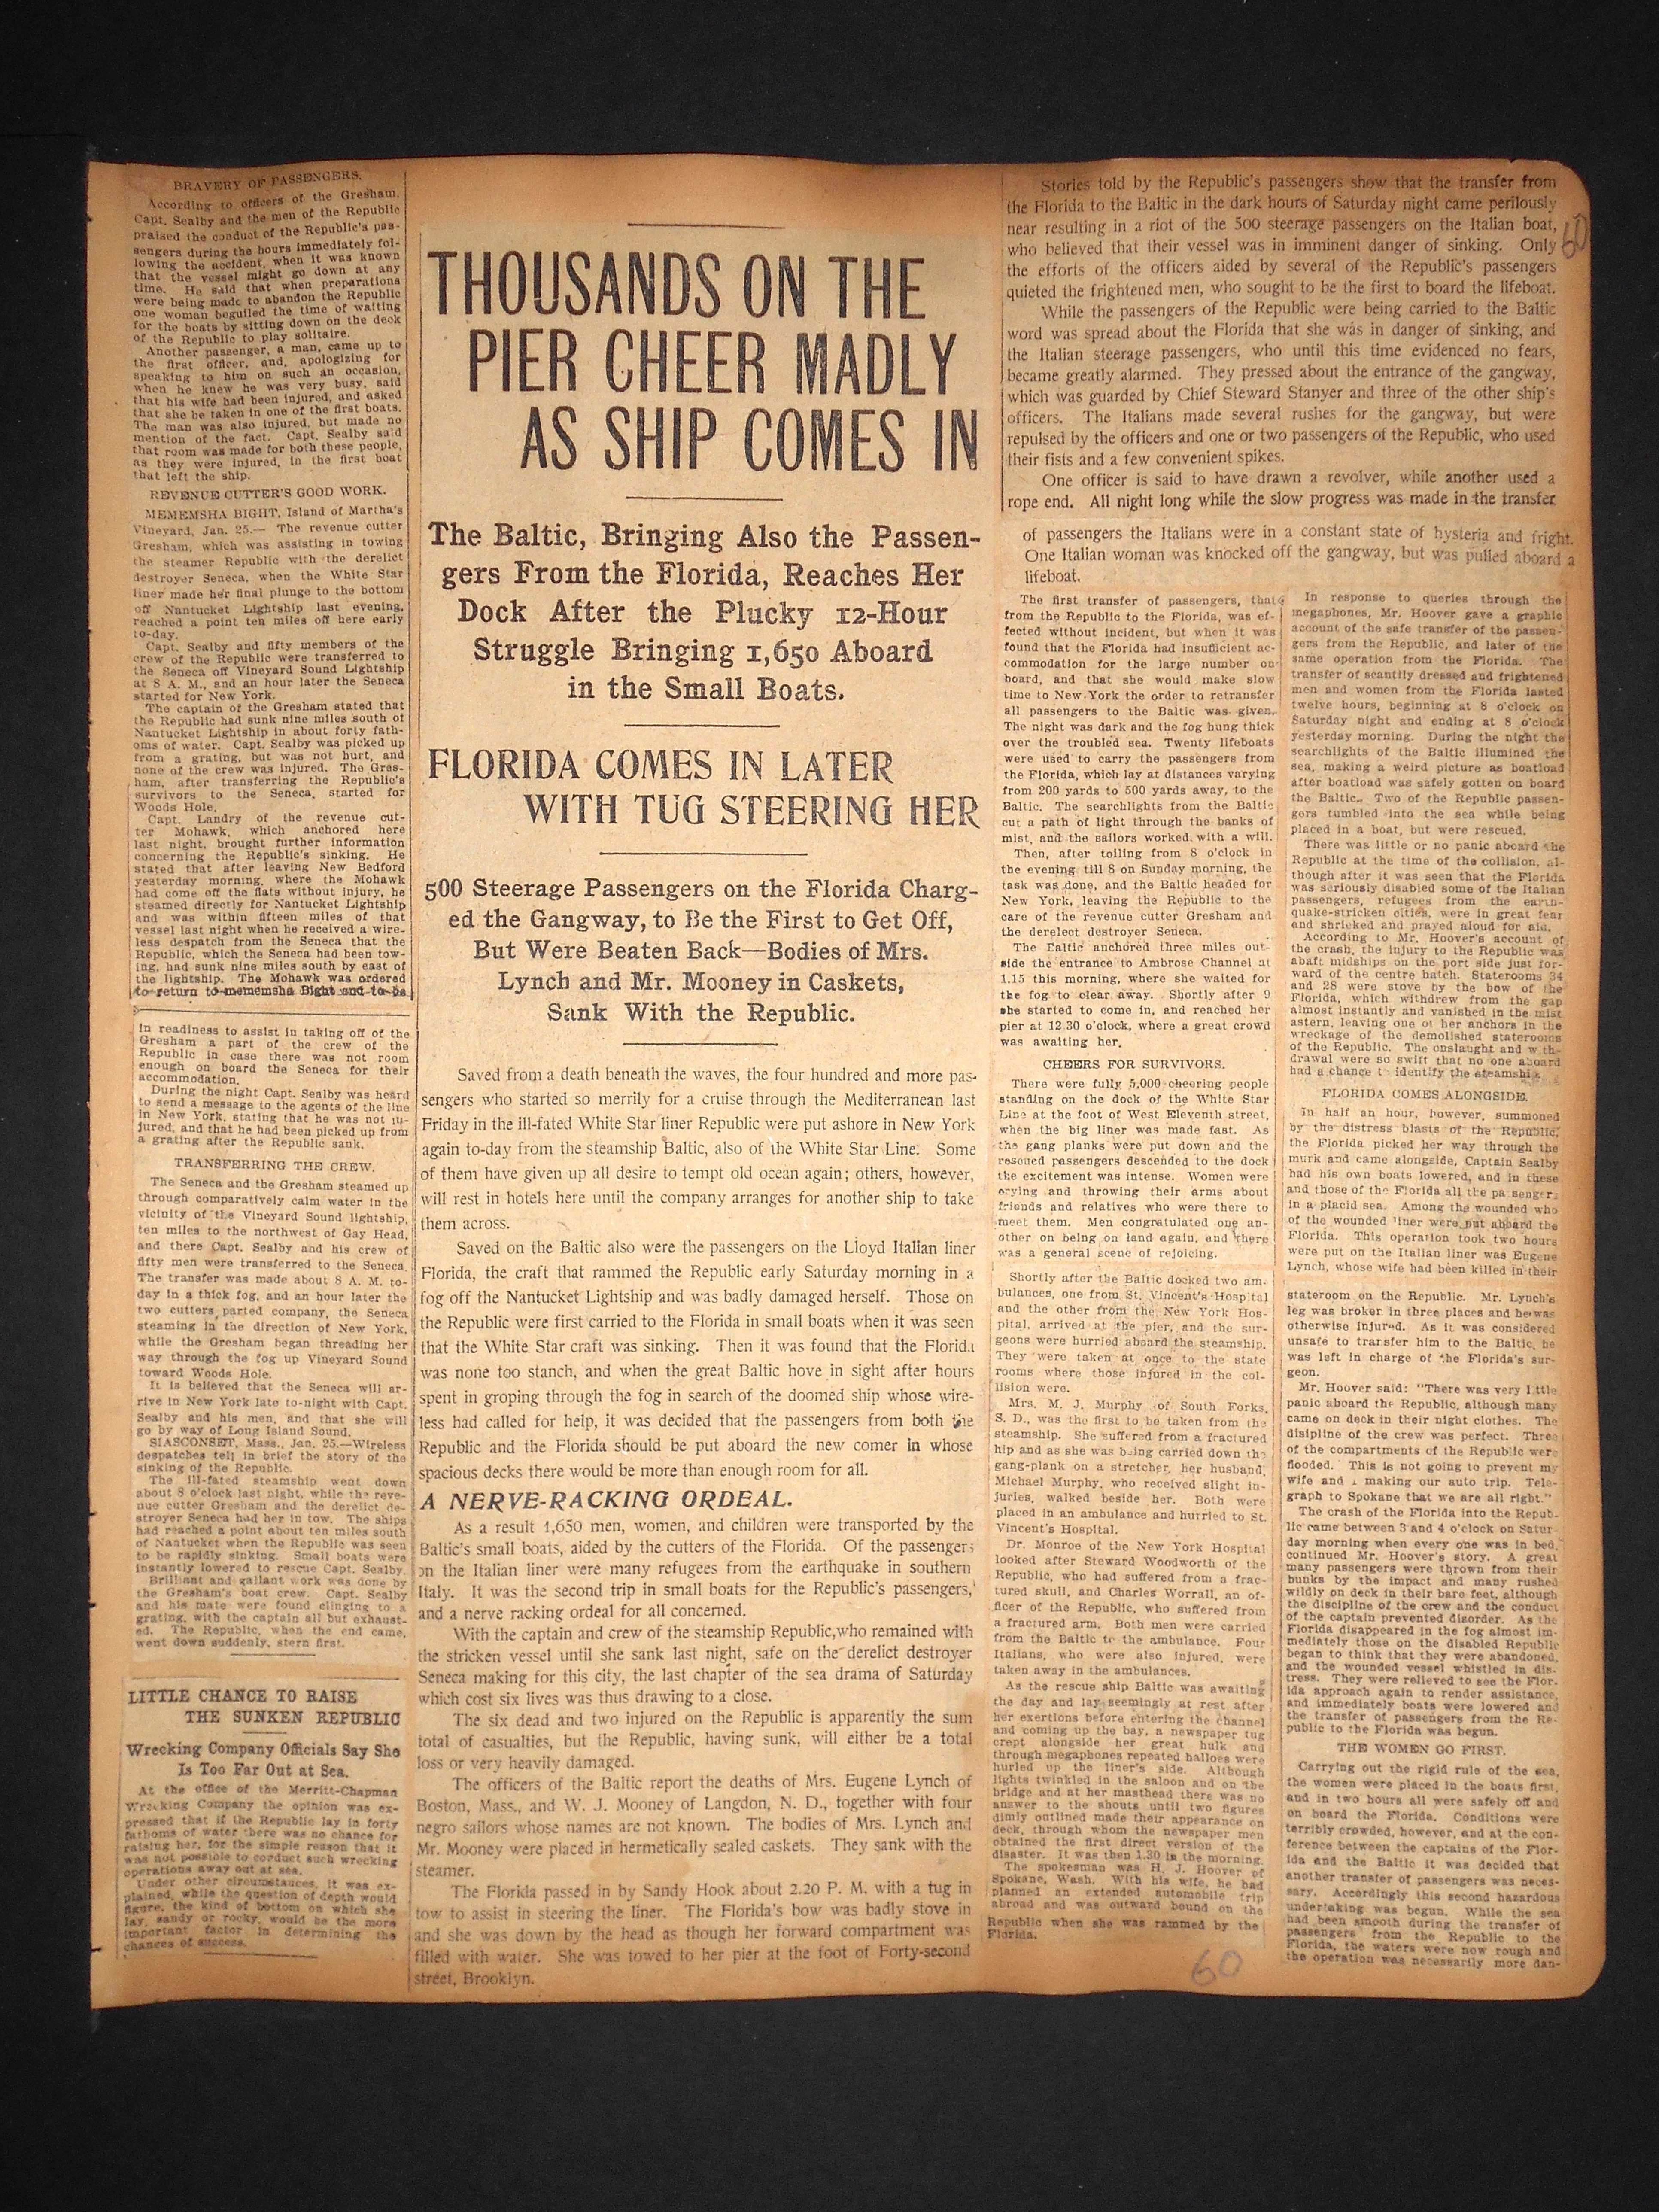 BRAVERY OF PASSENGERS.
According to officers of the Gresham,
Capt. Sealby and the men of the Republic
praised the conduct of the Republic's pas-
sengers during the hours immediately fol-
lowing the accident, when it was known
that the vessel might go down at any
time. He said that when preparations
were being made to abandon the Republic
one woman beguiled the time of waiting
for the boats by sitting down on the deck
of the Republic to play solitaire.
Another passenger, a man, came up to
the first officer, and, apologizing for
speaking to him on such an occasion,
when he knew he was very busy, said
that his wife had been injured, and asked
that she be taken in one of the first boats.
The man was also injured, but made no
mention of the fact. Capt. Sealby said
that room was made for both these people,
as they were injured, in the first boat
that left the ship.
REVENUE CUTTER'S GOOD WORK.
MEMEMSHA BIGHT, Island of Martha's
Vineyard, Jan. 25.— The revenue cutter
Gresham, which was assisting in towing
the steamer Republic with the derelict
destroyer Seneca, when the White Star
liner made her final plunge to the bottom
off Nantucket Lightship last evening,
reached a point ten miles off here early
to-day.
Capt. Sealby and fifty members of the
crew of the Republic were transferred to
the Seneca off Vineyard Sound Lightship
at 8 A. M., and an hour later the Seneca
started for New York.
The captain of the Gresham stated that
the Republic had sunk nine miles south of
Nantucket Lightship in about forty fath-
oms of water. Capt. Sealby was picked up
from a grating, but was not hurt, and
none of the crew was injured. The Gres-
ham, after transferring the Republic's
survivors to the Seneca, started for
Woods Hole.
Capt. Landry of the revenue cut-
ter Mohawk, which anchored here
last night, brought further information
concerning the Republic's sinking. He
stated that after leaving New Bedford
yesterday morning, where the Mohawk
had come off the flats without injury, he
steamed directly for Nantucket Lightship
and was within fifteen miles of that
vessel last night when he received a wire-
less despatch from the Seneca that the
Republic, which the Seneca had been tow-
ing, had sunk nine miles south by east of
the lightship. The Mohawk was ordered
to return to mememsha Bight and to be
in readiness to assist in taking off of the
Gresham a part of the crew of the
Republic in case there was not room
enough on board the Seneca for their
accommodation.
During the night Capt. Sealby was heard
to send a message to the agents of the line
in New York, stating that he was not in-
jured, and that he had been picked up from
a grating after the Republic sank.
TRANSFERRING THE CREW.
The Seneca and the Gresham steamed up
through comparatively calm water in the
vicinity of the Vineyard Sound lightship,
ten miles to the northwest of Gay Head,
and there Capt. Sealby and his crew of
fifty men were transferred to the Seneca.
The transfer was made about 8 A. M. to-
day in a thick fog, and an hour later the
two cutters parted company, the Seneca
steaming in the direction of New York,
while the Gresham began threading her
way through the fog up Vineyard Sound
toward Woods Hole.
It is believed that the Seneca will ar-
rive in New York late to-night with Capt.
Sealby and his men, and that she will
go by way of Long Island Sound.
SIASCONSET, Mass., Jan. 25.—Wireless
despatches tell in brief the story of the
sinking of the Republic.
The ill-fated steamship went down
about 8 o'clock last night, while the reve-
nue cutter Gresham and the derelict de-
stroyer Seneca had her in tow. The ships
had reached a point about ten miles south
of Nantucket when the Republic was seen
to be rapidly sinking. Small boats were
instantly lowered to rescue Capt. Sealby.
Brilliant and gallant work was done by
the Gresham's boat crew. Capt. Sealby
and his mate were found clinging to a
grating, with the captain all but exhaust-
ed. The Republic, when the end came,
went down suddenly, stern first.
LITTLE CHANCE TO RAISE
THE SUNKEN REPUBLIC
Wrecking Company Officials Say She
Is Too Far Out at Sea.
At the office of the Merritt-Chapman
Wrecking Company the opinion was ex-
pressed that if the Republic lay in forty
fathoms of water there was no chance for
raising her, for the simple reason that it
was not possible to conduct such wrecking
operations away out at sea.
Under other circumstances, it was ex-
plained, while the question of depth would
figure, the kind of bottom on which she
lay, sandy or rocky, would be the more
important factor in determining the
chances of success.
THOUSANDS ON THE
PIER CHEER MADLY
AS SHIP COMES IN
The Baltic, Bringing Also the Passen-
gers From the Florida, Reaches Her
Dock After the Plucky 12-Hour
Struggle Bringing 1,650 Aboard
in the Small Boats.
FLORIDA COMES IN LATER
WITH TUG STEERING HER
500 Steerage Passengers on the Florida Charg-
ed the Gangway, to Be the First to Get Off,
But Were Beaten Back—Bodies of Mrs.
Lynch and Mr. Mooney in Caskets,
Sank With the Republic.
Saved from a death beneath the waves, the four hundred and more pas-
sengers who started so merrily for a cruise through the Mediterranean last
Friday in the ill-fated White Star liner Republic were put ashore in New York
again to-day from the steamship Baltic, also of the White Star Line. Some
of them have given up all desire to tempt old ocean again; others, however,
will rest in hotels here until the company arranges for another ship to take
them across.
Saved on the Baltic also were the passengers on the Lloyd Italian liner
Florida, the craft that rammed the Republic early Saturday morning in a
fog off the Nantucket Lightship and was badly damaged herself. Those on
the Republic were first carried to the Florida in small boats when it was seen
that the White Star craft was sinking. Then it was found that the Florida
was none too stanch, and when the great Baltic hove in sight after hours
spent in groping through the fog in search of the doomed ship whose wire-
less had called for help, it was decided that the passengers from both the
Republic and the Florida should be put aboard the new comer in whose
spacious decks there would be more than enough room for all.
A NERVE-RACKING ORDEAL.
As a result 1,650 men, women, and children were transported by the
Baltic's small boats, aided by the cutters of the Florida. Of the passengers
on the Italian liner were many refugees from the earthquake in southern
Italy. It was the second trip in small boats for the Republic's passengers,
and a nerve racking ordeal for all concerned.
With the captain and crew of the steamship Republic, who remained with
the stricken vessel until she sank last night, safe on the derelict destroyer
Seneca making for this city, the last chapter of the sea drama of Saturday
which cost six lives was thus drawing to a close.
The six dead and two injured on the Republic is apparently the sum
total of casualties, but the Republic, having sunk, will either be a total
loss or very heavily damaged.
The officers of the Baltic report the deaths of Mrs. Eugene Lynch of
Boston, Mass., and W. J. Mooney of Langdon, N. D., together with four
negro sailors whose names are not known. The bodies of Mrs. Lynch and
Mr. Mooney were placed in hermetically sealed caskets. They sank with the
steamer.
The Florida passed in by Sandy Hook about 2.20 P. M. with a tug in
tow to assist in steering the liner. The Florida's bow was badly stove in
and she was down by the head as though her forward compartment was
filled with water. She was towed to her pier at the foot of Forty-second
street, Brooklyn.
Stories told by the Republic's passengers show that the transfer from
the Florida to the Baltic in the dark hours of Saturday night came perilously
near resulting in a riot of the 500 steerage passengers on the Italian boat,
who believed that their vessel was in imminent danger of sinking. Only
the efforts of the officers aided by several of the Republic's passengers
quieted the frightened men, who sought to be the first to board the lifeboat.
While the passengers of the Republic were being carried to the Baltic
word was spread about the Florida that she was in danger of sinking, and
the Italian steerage passengers, who until this time evidenced no fears,
became greatly alarmed. They pressed about the entrance of the gangway,
which was guarded by Chief Steward Stanyer and three of the other ship's
officers. The Italians made several rushes for the gangway, but were
repulsed by the officers and one or two passengers of the Republic, who used
their fists and a few convenient spikes.
One officer is said to have drawn a revolver, while another used a
rope end. All night long while the slow progress was made in the transfer
of passengers the Italians were in a constant state of hysteria and fright.
One Italian woman was knocked off the gangway, but was pulled aboard a
lifeboat.
60
The first transfer of passengers, that
from the Republic to the Florida, was ef-
fected without incident, but when it was
found that the Florida had insufficient ac-
commodation for the large number on
board, and that she would make slow
time to New York the order to retransfer
all passengers to the Baltic was given.
The night was dark and the fog hung thick
over the troubled sea. Twenty lifeboats
were used to carry the passengers from
the Florida, which lay at distances varying
from 200 yards to 500 yards away, to the
Baltic. The searchlights from the Baltic
cut a path of light through the banks of
mist, and the sailors worked with a will.
Then, after toiling from 8 o'clock in
the evening till 8 on Sunday morning, the
task was done, and the Baltic headed for
New York, leaving the Republic to the
care of the revenue cutter Gresham and
the derelect destroyer Seneca.
The Baltic anchored three miles out-
side the entrance to Ambrose Channel at
1.15 this morning, where she waited for
the fog to clear away. Shortly after 9
she started to come in, and reached her
pier at 12.30 o'clock, where a great crowd
was awaiting her.
CHEERS FOR SURVIVORS.
There were fully 5,000 cheering people
standing on the dock of the White Star
Line at the foot of West Eleventh street,
when the big liner was made fast. As
the gang planks were put down and the
rescued passengers descended to the dock
the excitement was intense. Women were
crying and throwing their arms about
friends and relatives who were there to
meet them. Men congratulated one an-
other on being on land again, and there
was a general scene of rejoicing.
Shortly after the Baltic docked two am-
bulances, one from St. Vincent's Hospital
and the other from the New York Hos-
pital, arrived at the pier, and the sur-
geons were hurried aboard the steamship.
They were taken at once to the state
rooms where those injured in the col-
lision were.
Mrs. M. J. Murphy of South Forks,
S. D., was the first to be taken from the
steamship. She suffered from a fractured
hip and as she was being carried down the
gang-plank on a stretcher, her husband,
Michael Murphy, who received slight in-
juries, walked beside her. Both were
placed in an ambulance and hurried to St.
Vincent's Hospital.
Dr. Monroe of the New York Hospital
looked after Steward Woodworth of the
Republic, who had suffered from a frac-
tured skull, and Charles Worrall, an of-
ficer of the Republic, who suffered from
a fractured arm. Both men were carried
from the Baltic to the ambulance. Four
Italians, who were also injured, were
taken away in the ambulances.
As the rescue ship Baltic was awaiting
the day and lay seemingly at rest after
her exertions before entering the channel
and coming up the bay, a newspaper tug
crept alongside her great hulk and
through megaphones repeated halloes were
hurled up the liner's side. Although
lights twinkled in the saloon and on the
bridge and at her masthead there was no
answer to the shouts until two figures
dimly outlined made their appearance on
deck, through whom the newspaper men
obtained the first direct version of the
disaster. It was then 1.30 in the morning.
The spokesman was H. J. Hoover of
Spokane, Wash. With his wife, he had
planned an extended automobile trip
abroad and was outward bound on the
Republic when she was rammed by the
Florida.
60
In response to queries through the
megaphones, Mr. Hoover gave a graphic
account of the safe transfer of the passen-
gers from the Republic, and later of the
same operation from the Florida. The
transfer of scantily dressed and frightened
men and women from the Florida lasted
twelve hours, beginning at 8 o'clock on
Saturday night and ending at 8 o'clock
yesterday morning. During the night the
searchlights of the Baltic illumined the
sea, making a weird picture as boatload
after boatload was safely gotten on board
the Baltic. Two of the Republic passen-
gers tumbled into the sea while being
placed in a boat, but were rescued.
There was little or no panic aboard the
Republic at the time of the collision, al-
though after it was seen that the Florida
was seriously disabled some of the Italian
passengers, refugees from the earth-
quake-stricken cities, were in great fear
and shrieked and prayed aloud for aid.
According to Mr. Hoover's account of
the crash, the injury to the Republic was
abaft midships on the port side just for-
ward of the centre hatch. Staterooms 34
and 28 were stove by the bow of the
Florida, which withdrew from the gap
almost instantly and vanished in the mist
astern, leaving one of her anchors in the
wreckage of the demolished staterooms
of the Republic. The onslaught and with-
drawal were so swift that no one aboard
had a chance to identify the steamship.
FLORIDA COMES ALONGSIDE.
In half an hour, however, summoned
by the distress blasts of the Republic,
the Florida picked her way through the
murk and came alongside, Captain Sealby
had his own boats lowered, and in these
and those of the Florida all the passengers
in a placid sea. Among the wounded who
of the wounded liner were put aboard the
Florida. This operation took two hours
were put on the Italian liner was Eugene
Lynch, whose wife had been killed in their
stateroom on the Republic. Mr. Lynch's
leg was broker in three places and he was
otherwise injured. As it was considered
unsafe to transfer him to the Baltic, he
was left in charge of the Florida's sur-
geon.
Mr. Hoover said: "There was very little
panic aboard the Republic, although many
came on deck in their night clothes. The
disipline of the crew was perfect. Three
of the compartments of the Republic were
flooded. This is not going to prevent my
wife and i making our auto trip. Tele-
graph to Spokane that we are all right."
The crash of the Florida into the Repub-
lic came between 3 and 4 o'clock on Satur-
day morning when every one was in bed,
continued Mr. Hoover's story. A great
many passengers were thrown from their
bunks by the impact and many rushed
wildly on deck in their bare feet, although
the discipline of the crew and the conduct
of the captain prevented disorder. As the
Florida disappeared in the fog almost im-
mediately those on the disabled Republic
began to think that they were abandoned,
and the wounded vessel whistled in dis-
tress. They were relieved to see the Flor-
ida approach again to render assistance,
and immediately boats were lowered and
the transfer of passengers from the Re-
public to the Florida was begun.
THE WOMEN GO FIRST.
Carrying out the rigid rule of the sea,
the women were placed in the boats first,
and in two hours all were safely off and
on board the Florida. Conditions were
terribly crowded, however, and at the con-
ference between the captains of the Flor-
ida and the Baltic it was decided that
another transfer of passengers was neces-
sary. Accordingly this second hazardous
undertaking was begun. While the sea
had been smooth during the transfer of
passengers from the Republic to the
Florida, the waters were now rough and
the operation was necessarily more dan-